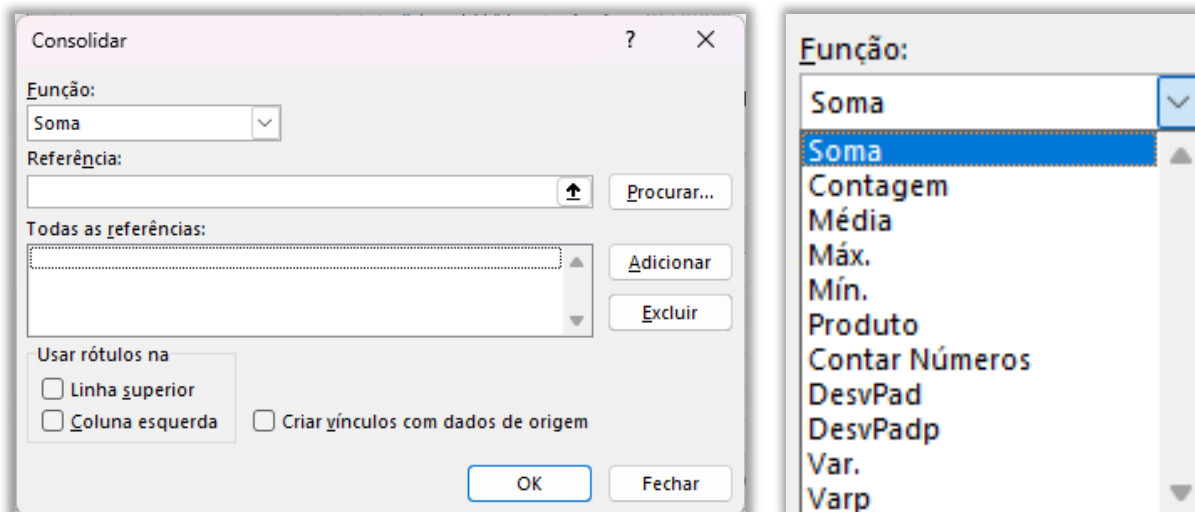 Consolidar
?
Função:
Soma
Referência:
Procurar...
Todas as referências:
Adicionar
Excluir
Usar rótulos na
Linha superior
Coluna esquerda
Criar vínculos com dados de origem
OK
Fechar
Função:
Soma
Soma
Contagem
Média
Máx.
Mín.
Produto
Contar Números
DesvPad
DesvPadp
Var.
Varp